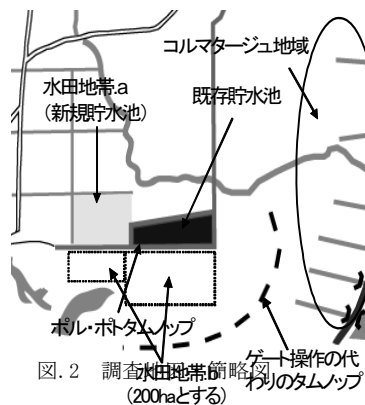 コルマタージュ地域
水田地帯.a
(新規貯水池)
既存貯水池
ポル・ポトタムノップ
ゲート操作の代
わりのタムノップ
水田地帯.b
(200haとする)
図.2 調査地区の簡略図